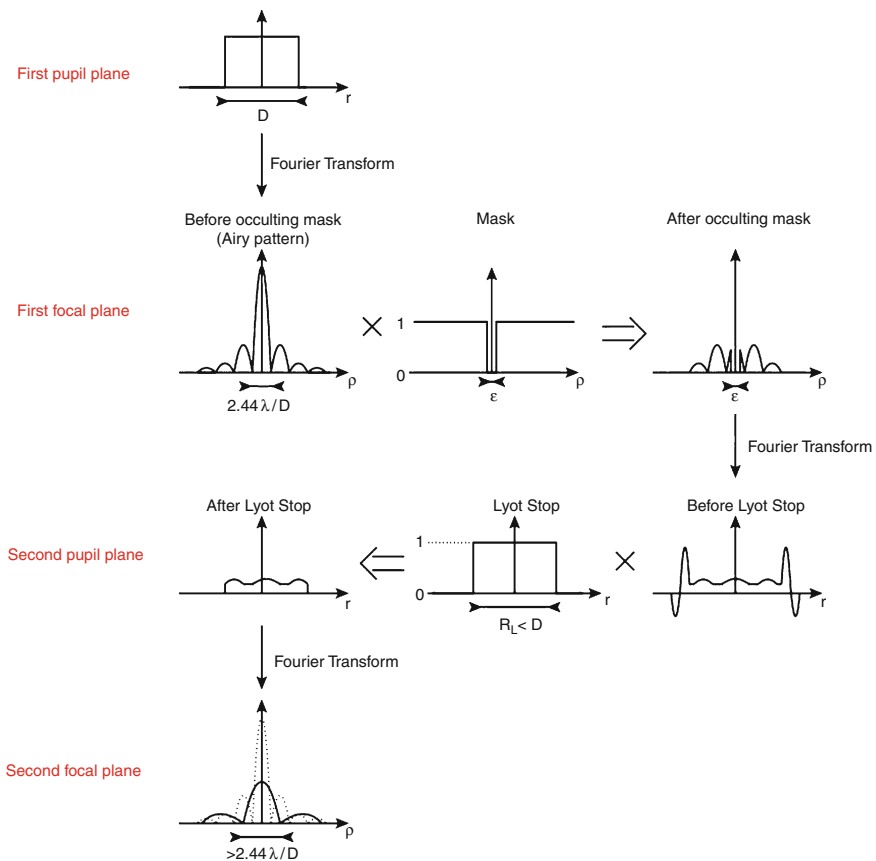 First pupil plane
r
D
Fourier Transform
Before occulting mask
(Airy pattern)
Mask
After occulting mask
First focal plane
1
0
ρ
ρ
ρ
2.44 λ/D
ε
ε
Fourier Transform
After Lyot Stop
Lyot Stop
Before Lyot Stop
Second pupil plane
1
0
r
r
r
R_L < D
Fourier Transform
Second focal plane
ρ
>2.44 λ/D